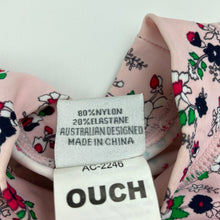 80%NYLON
20%ELASTANE
AUSTRALIAN DESIGNED
MADE IN CHINA
AC-2246
OUCH